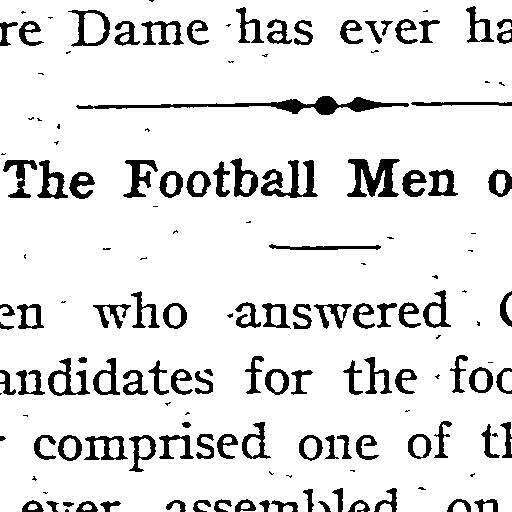 re Dame has ever ha
The Football Men o
en who answered C
andidates for the foo
comprised one of th
ever assembled on